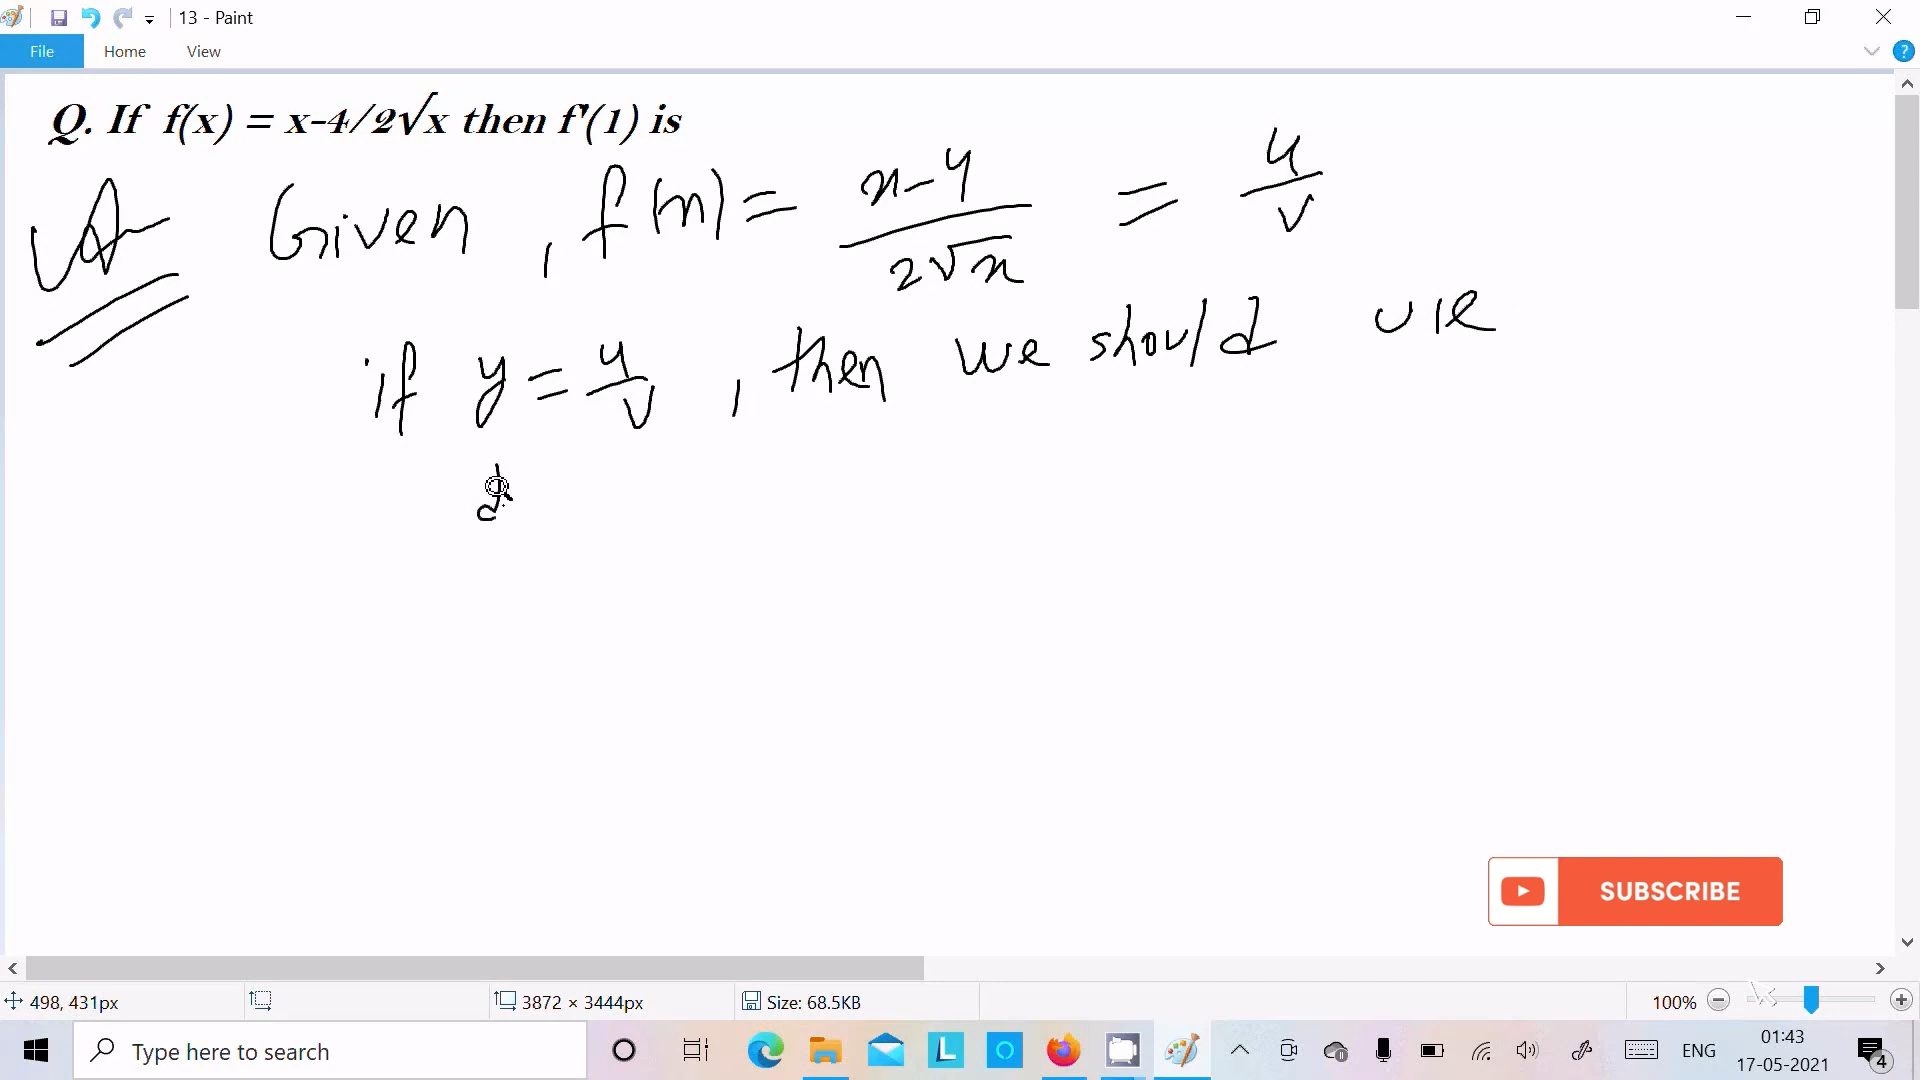 13 - Paint
File Home View
Q. If f(x) = x-4/2√x then f'(1) is
Given , f(x) = x-4 / 2√x = u / v
if y = u / v , then we should use
d
SUBSCRIBE
498, 431px 3872 × 3444px Size: 68.5KB 100%
Type here to search
L
ENG
01:43
17-05-2021
4